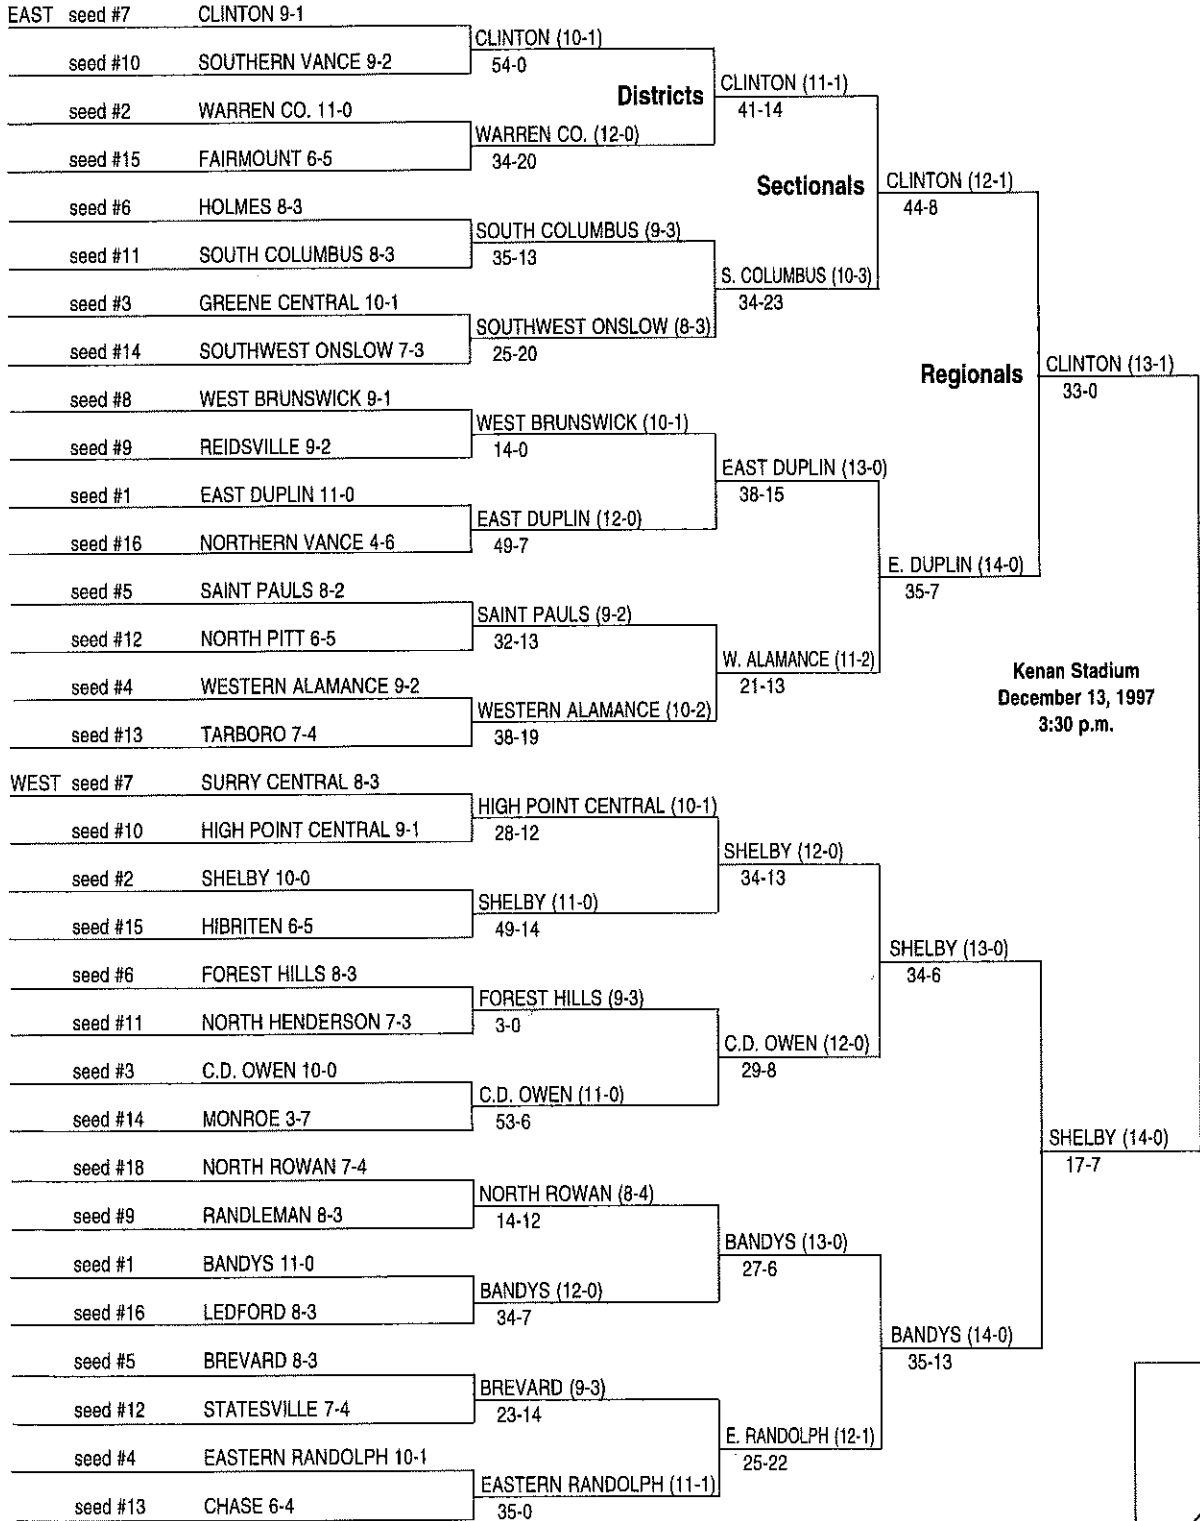 EAST seed #7 CLINTON 9-1
seed #10 SOUTHERN VANCE 9-2
seed #2 WARREN CO. 11-0
seed #15 FAIRMOUNT 6-5
seed #6 HOLMES 8-3
seed #11 SOUTH COLUMBUS 8-3
seed #3 GREENE CENTRAL 10-1
seed #14 SOUTHWEST ONSLOW 7-3
seed #8 WEST BRUNSWICK 9-1
seed #9 REIDSVILLE 9-2
seed #1 EAST DUPLIN 11-0
seed #16 NORTHERN VANCE 4-6
seed #5 SAINT PAULS 8-2
seed #12 NORTH PITT 6-5
seed #4 WESTERN ALAMANCE 9-2
seed #13 TARBORO 7-4
WEST seed #7 SURRY CENTRAL 8-3
seed #10 HIGH POINT CENTRAL 9-1
seed #2 SHELBY 10-0
seed #15 HIBRITEN 6-5
seed #6 FOREST HILLS 8-3
seed #11 NORTH HENDERSON 7-3
seed #3 C.D. OWEN 10-0
seed #14 MONROE 3-7
seed #18 NORTH ROWAN 7-4
seed #9 RANDLEMAN 8-3
seed #1 BANDYS 11-0
seed #16 LEDFORD 8-3
seed #5 BREVARD 8-3
seed #12 STATESVILLE 7-4
seed #4 EASTERN RANDOLPH 10-1
seed #13 CHASE 6-4
CLINTON (10-1)
54-0
WARREN CO. (12-0)
34-20
SOUTH COLUMBUS (9-3)
35-13
SOUTHWEST ONSLOW (8-3)
25-20
WEST BRUNSWICK (10-1)
14-0
EAST DUPLIN (12-0)
49-7
SAINT PAULS (9-2)
32-13
WESTERN ALAMANCE (10-2)
38-19
HIGH POINT CENTRAL (10-1)
28-12
SHELBY (11-0)
49-14
FOREST HILLS (9-3)
3-0
C.D. OWEN (11-0)
53-6
NORTH ROWAN (8-4)
14-12
BANDYS (12-0)
34-7
BREVARD (9-3)
23-14
EASTERN RANDOLPH (11-1)
35-0
Districts
CLINTON (11-1)
41-14
S. COLUMBUS (10-3)
34-23
EAST DUPLIN (13-0)
38-15
W. ALAMANCE (11-2)
21-13
SHELBY (12-0)
34-13
C.D. OWEN (12-0)
29-8
BANDYS (13-0)
27-6
E. RANDOLPH (12-1)
25-22
Sectionals
CLINTON (12-1)
44-8
E. DUPLIN (14-0)
35-7
SHELBY (13-0)
34-6
BANDYS (14-0)
35-13
Regionals
CLINTON (13-1)
33-0
SHELBY (14-0)
17-7
Kenan Stadium
December 13, 1997
3:30 p.m.